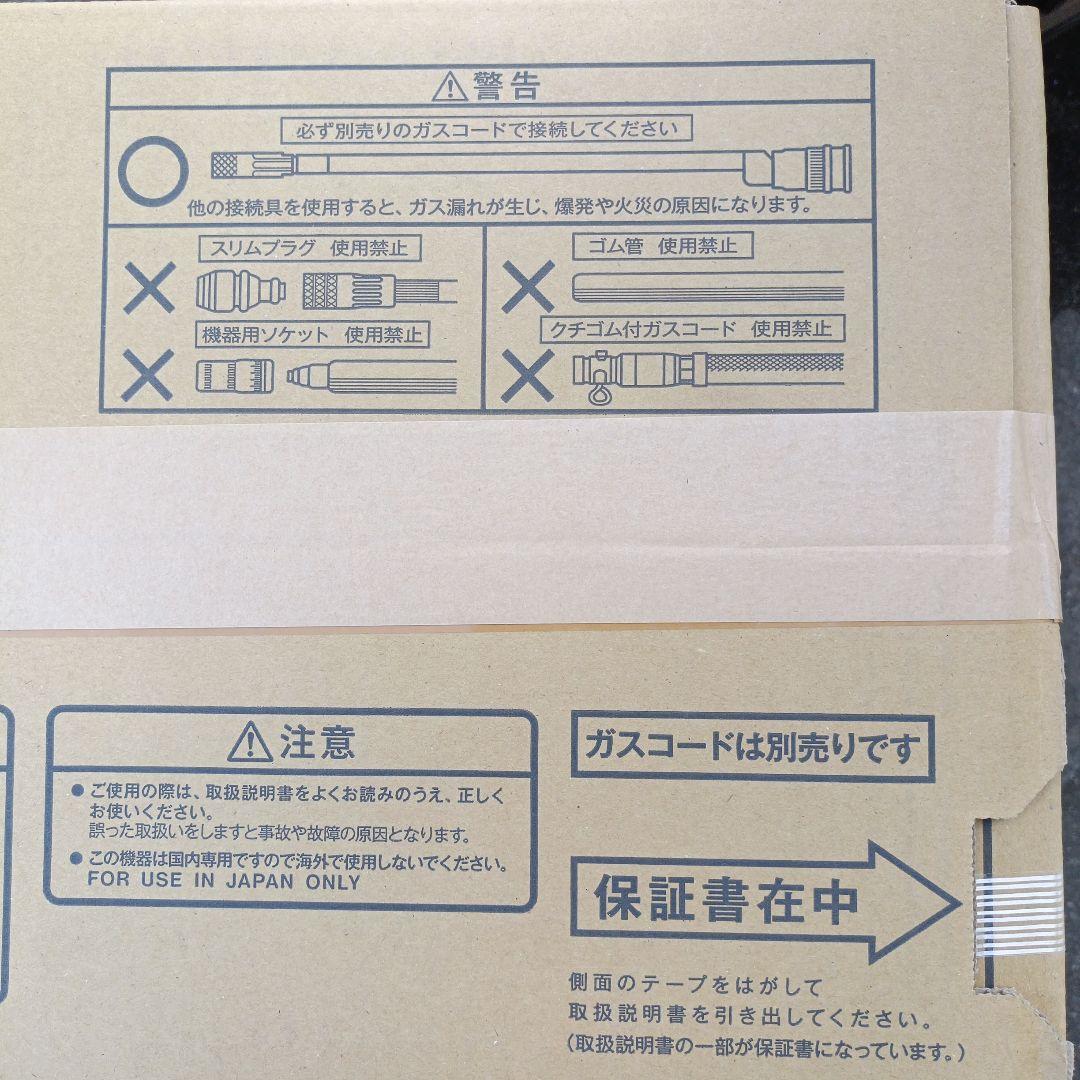 ⚠警告
必ず別売りのガスコードで接続してください
他の接続具を使用すると、ガス漏れが生じ、爆発や火災の原因になります。
スリムプラグ 使用禁止
機器用ソケット 使用禁止
ゴム管 使用禁止
クチゴム付ガスコード 使用禁止
⚠注意
●ご使用の際は、取扱説明書をよくお読みのうえ、正しく
お使いください。
誤った取扱いをしますと事故や故障の原因となります。
●この機器は国内専用ですので海外で使用しないでください。
FOR USE IN JAPAN ONLY
ガスコードは別売りです
保証書在中
側面のテープをはがして
取扱説明書を引き出してください。
(取扱説明書の一部が保証書になっています。)